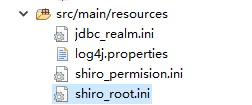 src/main/resources
jdbc_realm.ini
log4j.properties
shiro_permision.ini
shiro_root.ini